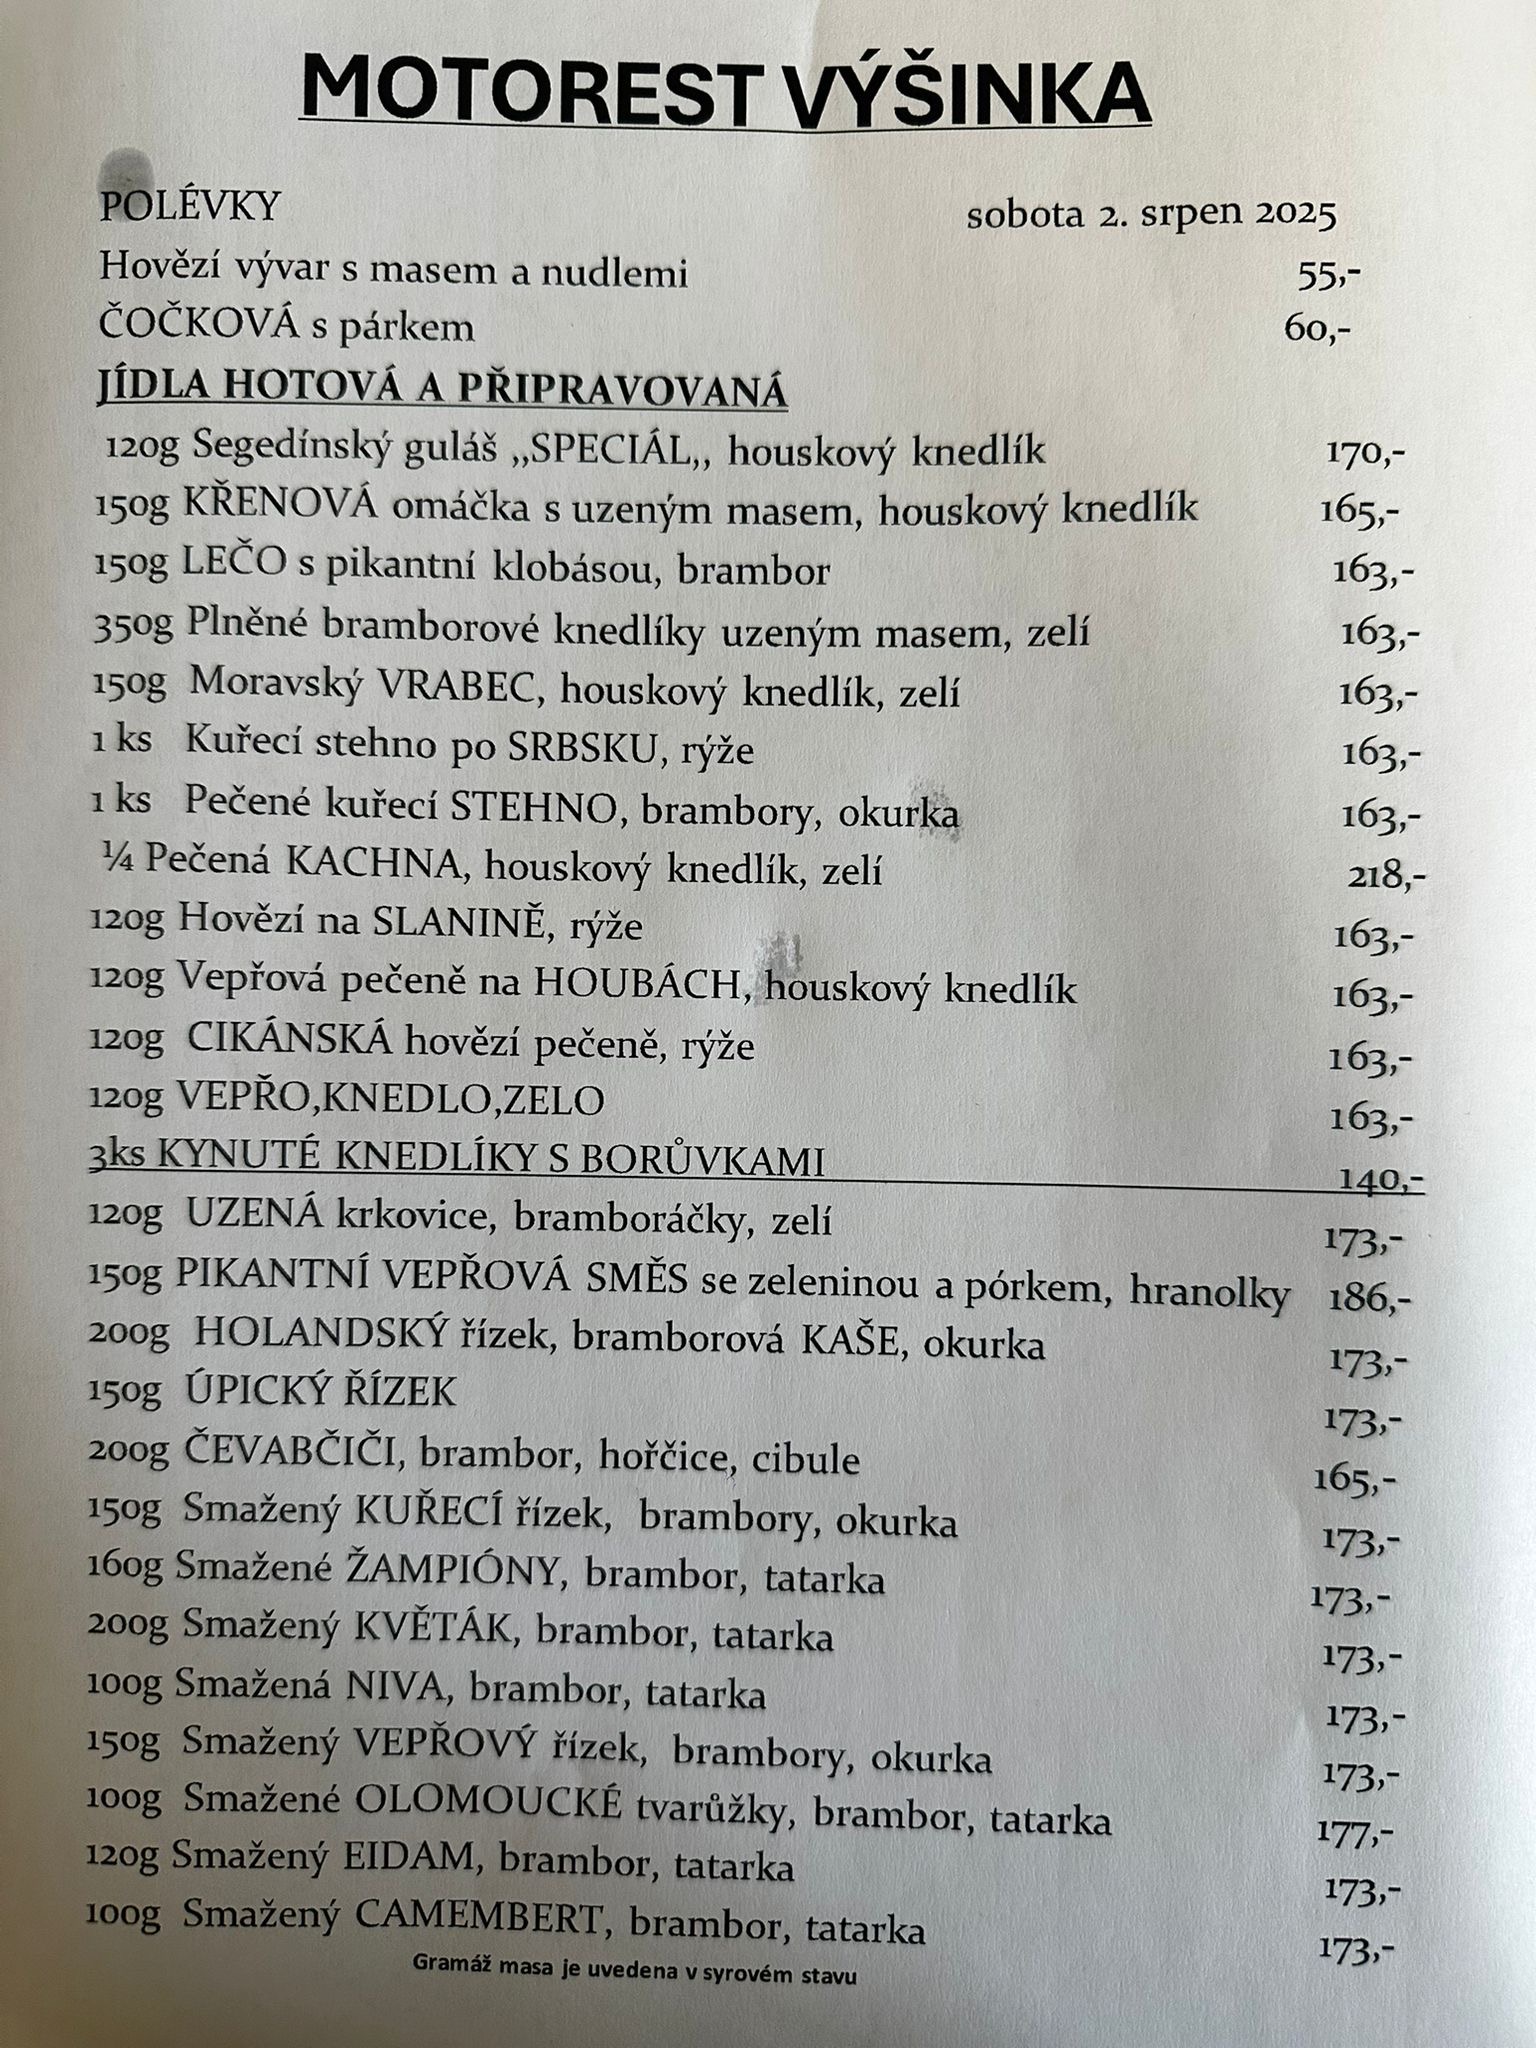 MOTOREST VÝŠINKA
POLÉVKY sobota 2. srpen 2025
Hovězí vývar s masem a nudlemi 55,-
ČOČKOVÁ s párkem 60,-
JÍDLA HOTOVÁ A PŘIPRAVOVANÁ
120g Segedínský guláš ,,SPECIÁL,, houskový knedlík 170,-
150g KŘENOVÁ omáčka s uzeným masem, houskový knedlík 165,-
150g LEČO s pikantní klobásou, brambor 163,-
350g Plněné bramborové knedlíky uzeným masem, zelí 163,-
150g Moravský VRABEC, houskový knedlík, zelí 163,-
1 ks Kuřecí stehno po SRBSKU, rýže 163,-
1 ks Pečené kuřecí STEHNO, brambory, okurka 163,-
¼ Pečená KACHNA, houskový knedlík, zelí 218,-
120g Hovězí na SLANINĚ, rýže 163,-
120g Vepřová pečeně na HOUBÁCH, houskový knedlík 163,-
120g CIKÁNSKÁ hovězí pečeně, rýže 163,-
120g VEPŘO,KNEDLO,ZELO 163,-
3ks KYNUTÉ KNEDLÍKY S BORŮVKAMI 140,-
120g UZENÁ krkovice, bramboráčky, zelí 173,-
150g PIKANTNÍ VEPŘOVÁ SMĚS se zeleninou a pórkem, hranolky 186,-
200g HOLANDSKÝ řízek, bramborová KAŠE, okurka 173,-
150g ÚPICKÝ ŘÍZEK 173,-
200g ČEVABČIČI, brambor, hořčice, cibule 165,-
150g Smažený KUŘECÍ řízek, brambory, okurka 173,-
160g Smažené ŽAMPIÓNY, brambor, tatarka 173,-
200g Smažený KVĚTÁK, brambor, tatarka 173,-
100g Smažená NIVA, brambor, tatarka 173,-
150g Smažený VEPŘOVÝ řízek, brambory, okurka 173,-
100g Smažené OLOMOUCKÉ tvarůžky, brambor, tatarka 177,-
120g Smažený EIDAM, brambor, tatarka 173,-
100g Smažený CAMEMBERT, brambor, tatarka 173,-
Gramáž masa je uvedena v syrovém stavu